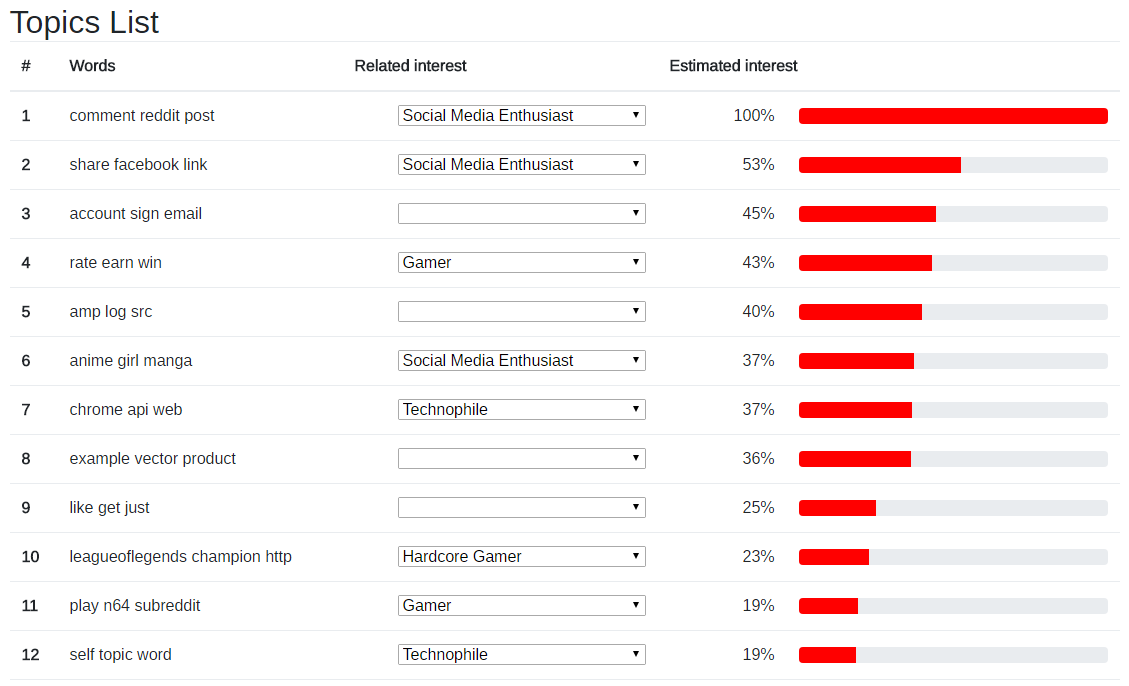 Topics List
# Words Related interest Estimated interest
1 comment reddit post Social Media Enthusiast 100%
2 share facebook link Social Media Enthusiast 53%
3 account sign email 45%
4 rate earn win Gamer 43%
5 amp log src 40%
6 anime girl manga Social Media Enthusiast 37%
7 chrome api web Technophile 37%
8 example vector product 36%
9 like get just 25%
10 leagueoflegends champion http Hardcore Gamer 23%
11 play n64 subreddit Gamer 19%
12 self topic word Technophile 19%